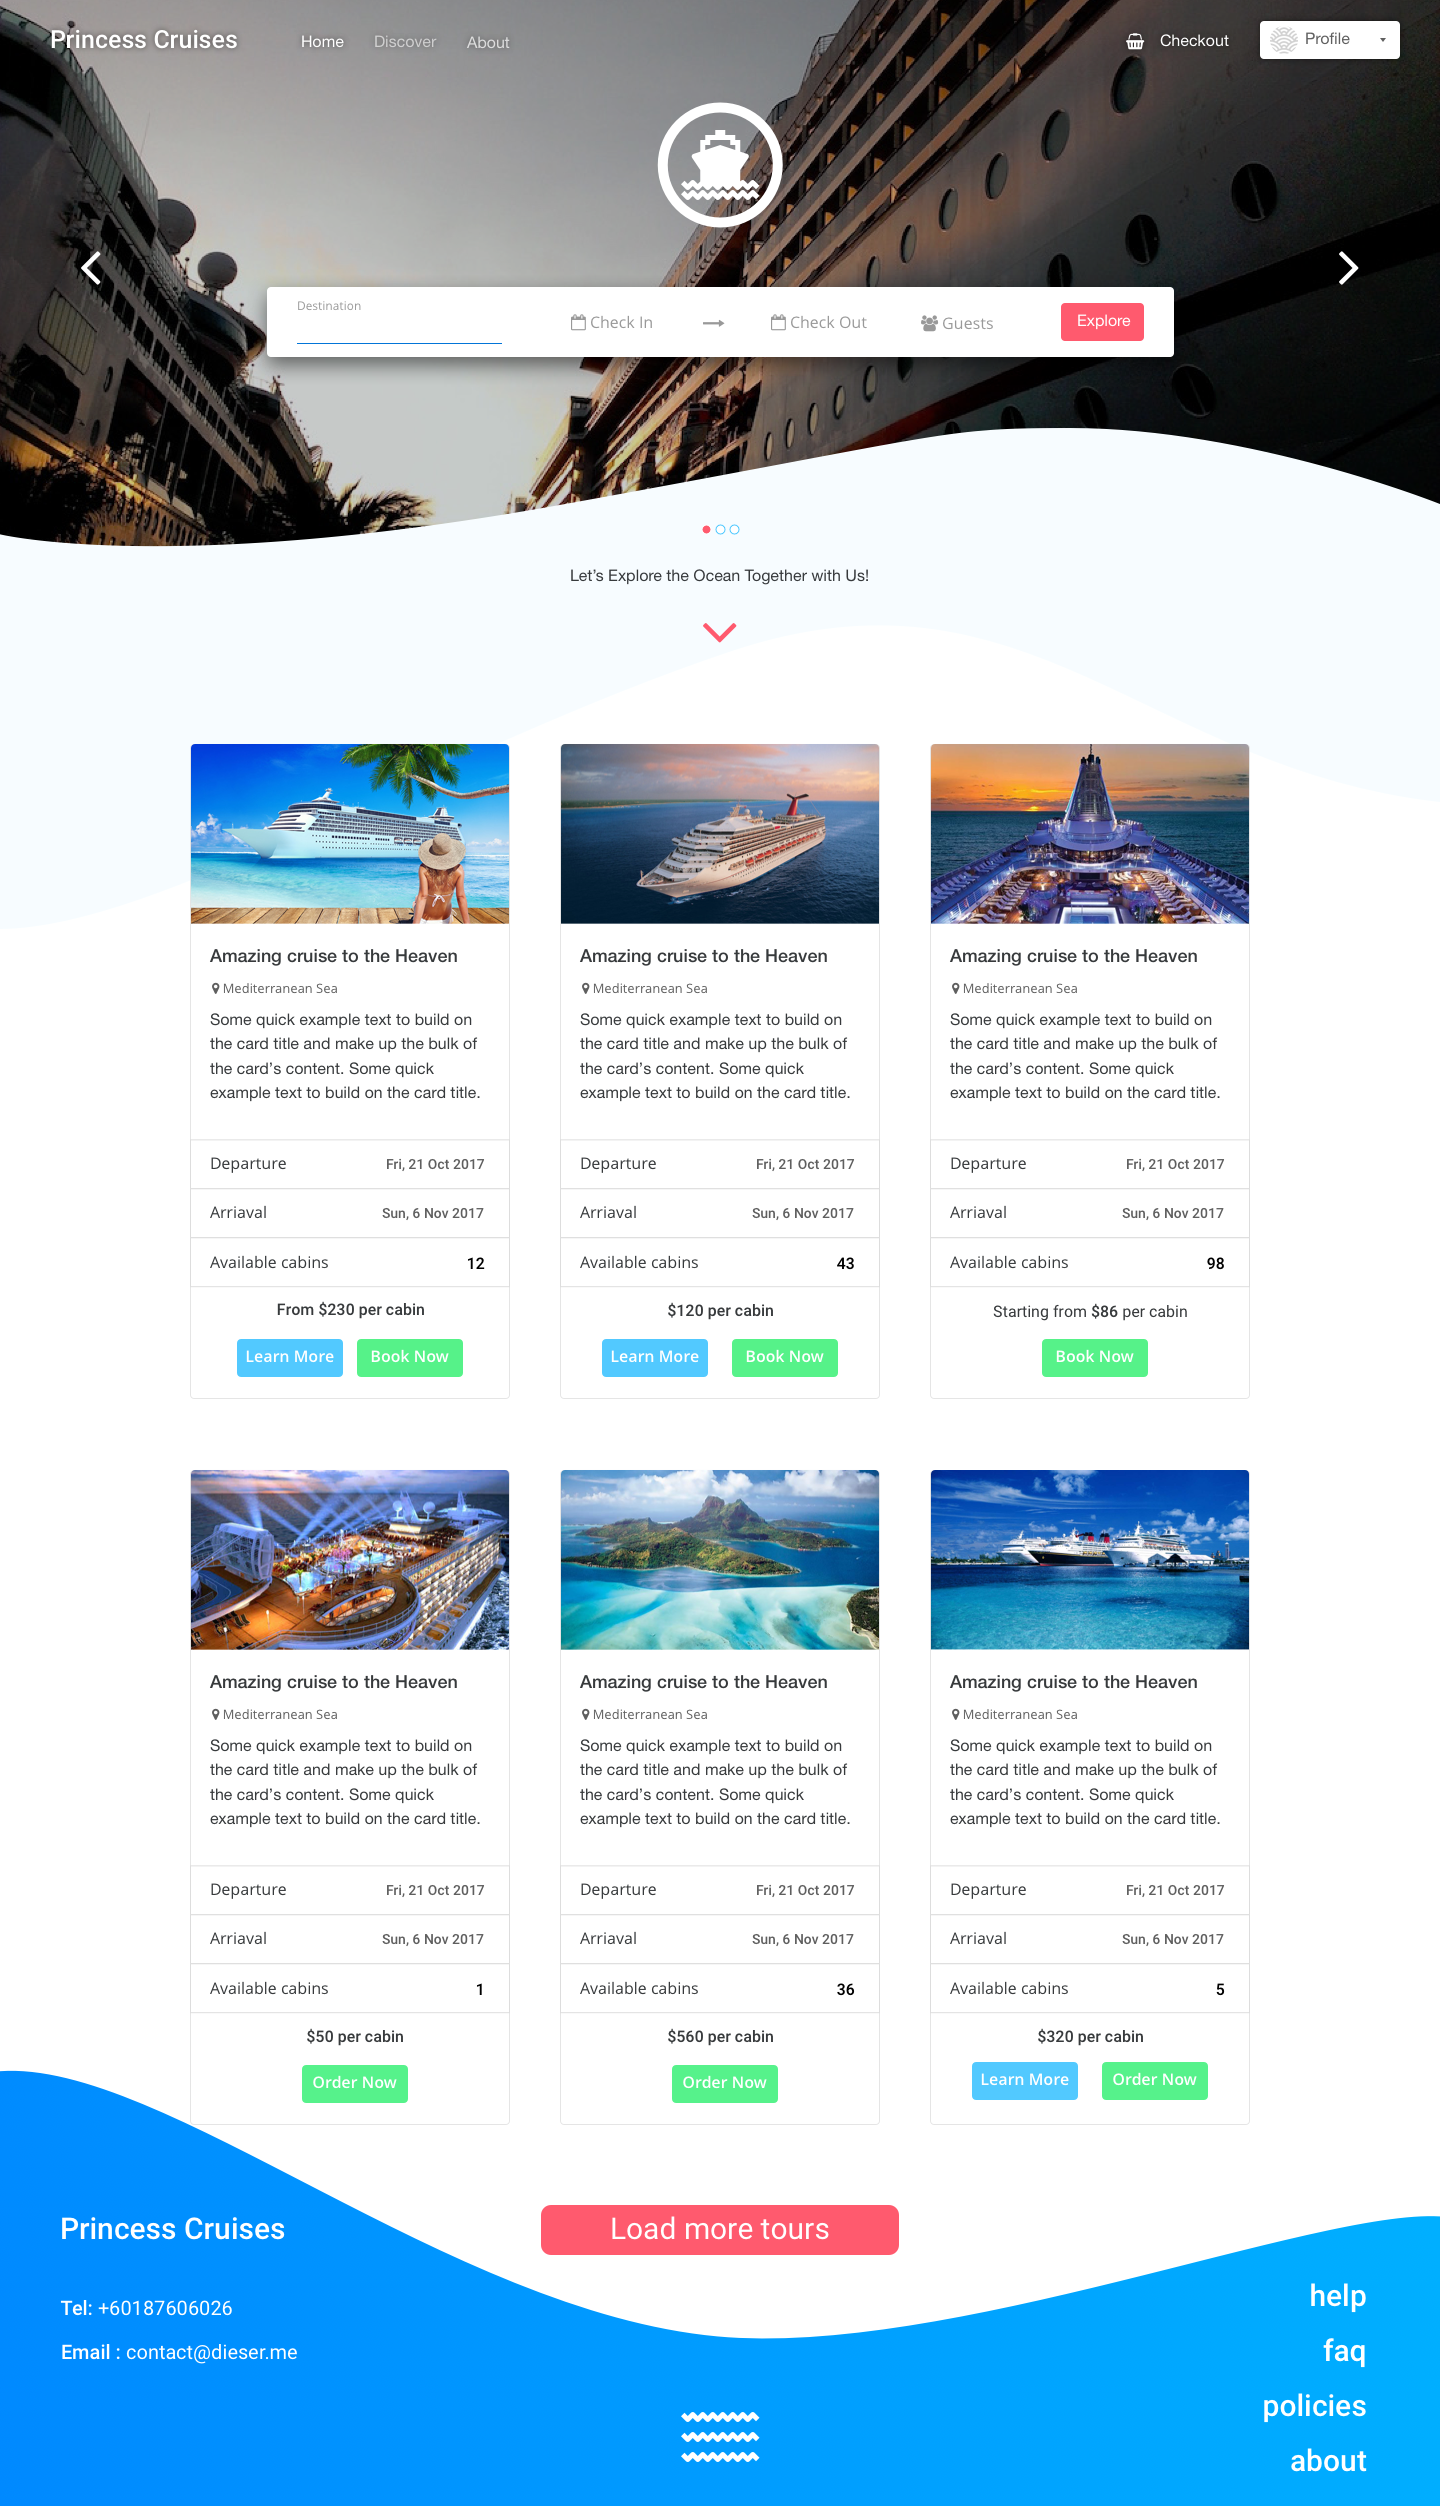 Princess Cruises
Home
Discover
About
Checkout
Profile
Destination
Check In
Check Out
Guests
Explore
Let’s Explore the Ocean Together with Us!
Amazing cruise to the Heaven
Mediterranean Sea
Some quick example text to build on
the card title and make up the bulk of
the card’s content. Some quick
example text to build on the card title.
Departure Fri, 21 Oct 2017
Arriaval Sun, 6 Nov 2017
Available cabins 12
From $230 per cabin
Learn More
Book Now
Amazing cruise to the Heaven
Mediterranean Sea
Some quick example text to build on
the card title and make up the bulk of
the card’s content. Some quick
example text to build on the card title.
Departure Fri, 21 Oct 2017
Arriaval Sun, 6 Nov 2017
Available cabins 43
$120 per cabin
Learn More
Book Now
Amazing cruise to the Heaven
Mediterranean Sea
Some quick example text to build on
the card title and make up the bulk of
the card’s content. Some quick
example text to build on the card title.
Departure Fri, 21 Oct 2017
Arriaval Sun, 6 Nov 2017
Available cabins 98
Starting from $86 per cabin
Book Now
Amazing cruise to the Heaven
Mediterranean Sea
Some quick example text to build on
the card title and make up the bulk of
the card’s content. Some quick
example text to build on the card title.
Departure Fri, 21 Oct 2017
Arriaval Sun, 6 Nov 2017
Available cabins 1
$50 per cabin
Order Now
Amazing cruise to the Heaven
Mediterranean Sea
Some quick example text to build on
the card title and make up the bulk of
the card’s content. Some quick
example text to build on the card title.
Departure Fri, 21 Oct 2017
Arriaval Sun, 6 Nov 2017
Available cabins 36
$560 per cabin
Order Now
Amazing cruise to the Heaven
Mediterranean Sea
Some quick example text to build on
the card title and make up the bulk of
the card’s content. Some quick
example text to build on the card title.
Departure Fri, 21 Oct 2017
Arriaval Sun, 6 Nov 2017
Available cabins 5
$320 per cabin
Learn More
Order Now
Load more tours
Princess Cruises
Tel: +60187606026
Email : contact@dieser.me
help
faq
policies
about